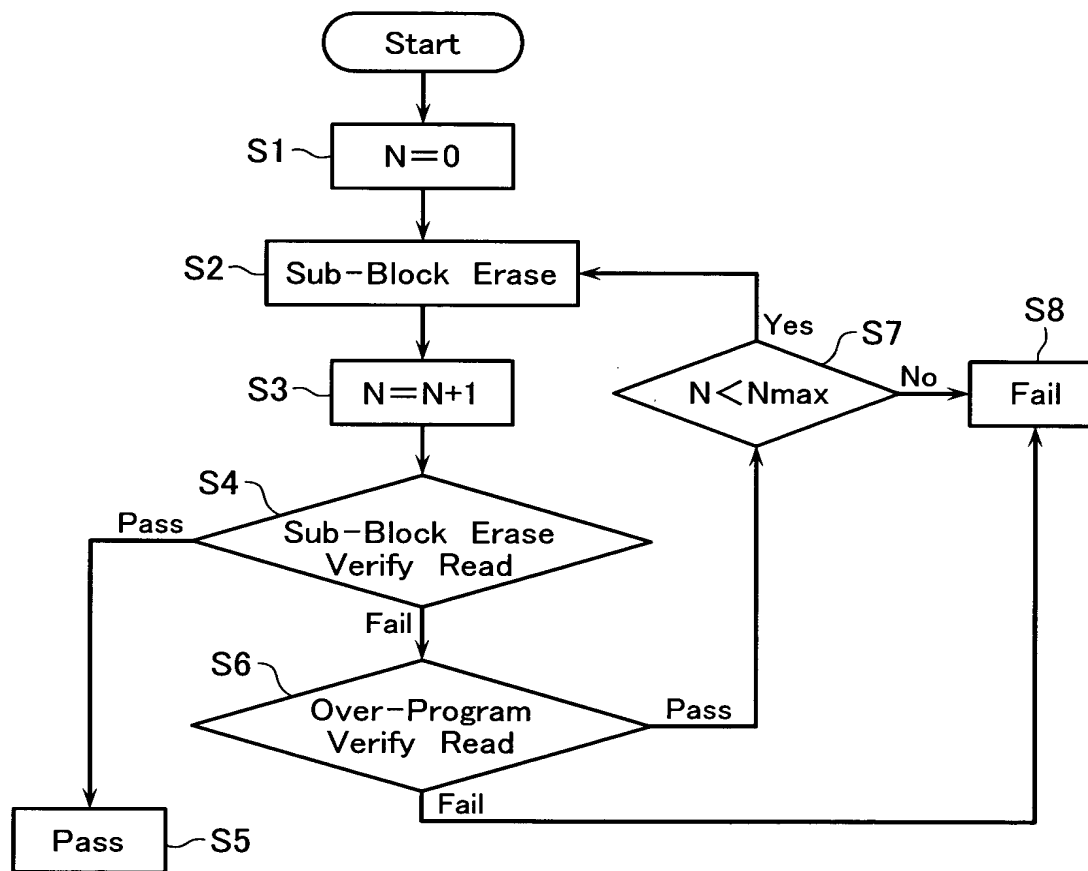 Start
S1
N=0
S2
Sub-Block Erase
S3
N=N+1
S4
Pass
Sub-Block Erase
Verify Read
Fail
S5
Pass
S6
Over-Program
Verify Read
Pass
Fail
S7
Yes
N<Nmax
No
S8
Fail